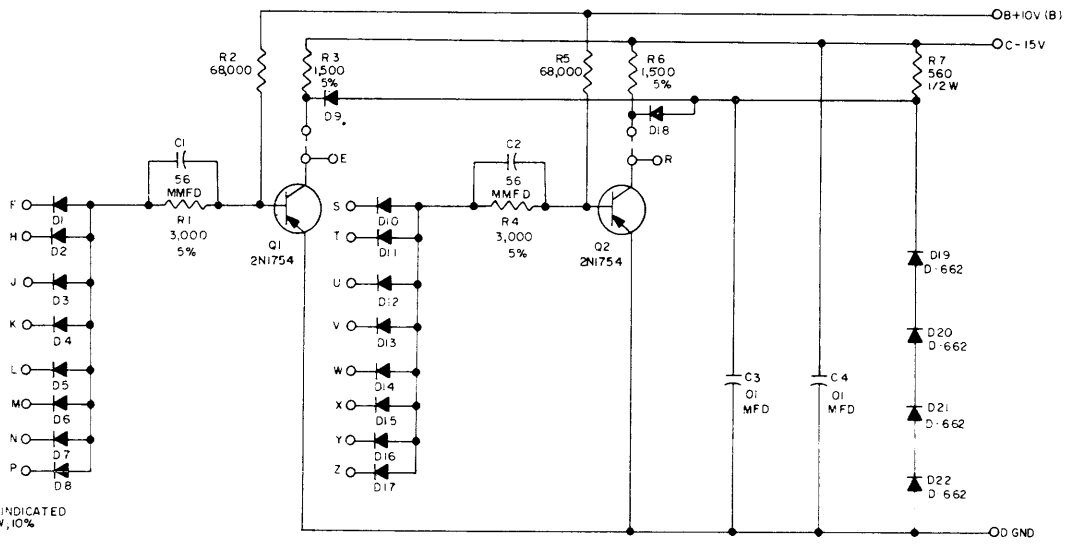 B+10V (B)
C-15V
R2
68,000
R3
1,500
5%
R5
68,000
R6
1,500
5%
R7
560
1/2 W
D9
D18
C1
56
MMFD
R1
3,000
5%
E
Q1
2N1754
C2
56
MMFD
R4
3,000
5%
R
Q2
2N1754
F
D1
H
D2
J
D3
K
D4
L
D5
M
D6
N
D7
P
D8
S
D10
T
D11
U
D12
V
D13
W
D14
X
D15
Y
D16
Z
D17
C3
01
MFD
C4
01
MFD
D19
D-662
D20
D-662
D21
D-662
D22
D-662
INDICATED
10%
D GND